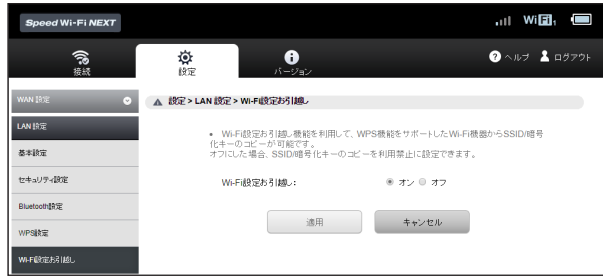 Speed Wi-Fi NEXT
WiFi 1
接続
設定
バージョン
ヘルプ ログアウト
WAN 設定
LAN 設定
基本設定
セキュリティ設定
Bluetooth設定
WPS設定
Wi-Fi設定お引越し
設定 > LAN 設定 > Wi-Fi設定お引越し
• Wi-Fi設定お引越し機能を利用して、WPS機能をサポートしたWi-Fi機器からSSID/暗号
化キーのコピーが可能です。
オフにした場合、SSID/暗号化キーのコピーを利用禁止に設定できます。
Wi-Fi設定お引越し: オン オフ
適用 キャンセル